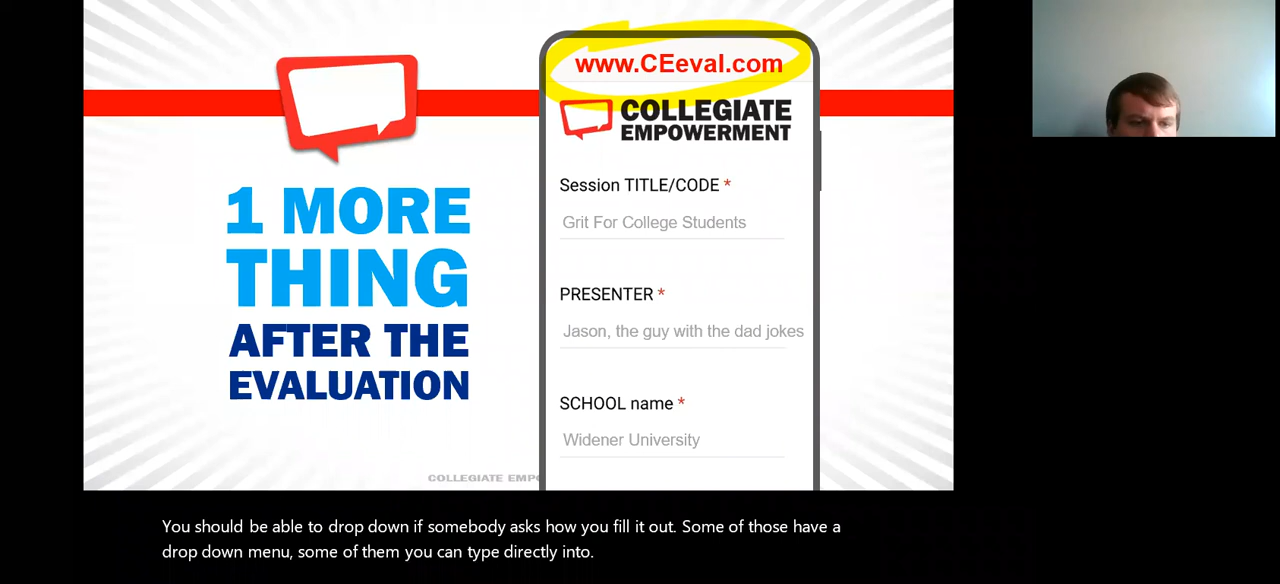 1 MORE
THING
AFTER THE
EVALUATION
www.CEeval.com
COLLEGIATE
EMPOWERMENT
Session TITLE/CODE *
Grit For College Students
PRESENTER *
Jason, the guy with the dad jokes
SCHOOL name *
Widener University
COLLEGIATE EMPO
You should be able to drop down if somebody asks how you fill it out. Some of those have a
drop down menu, some of them you can type directly into.